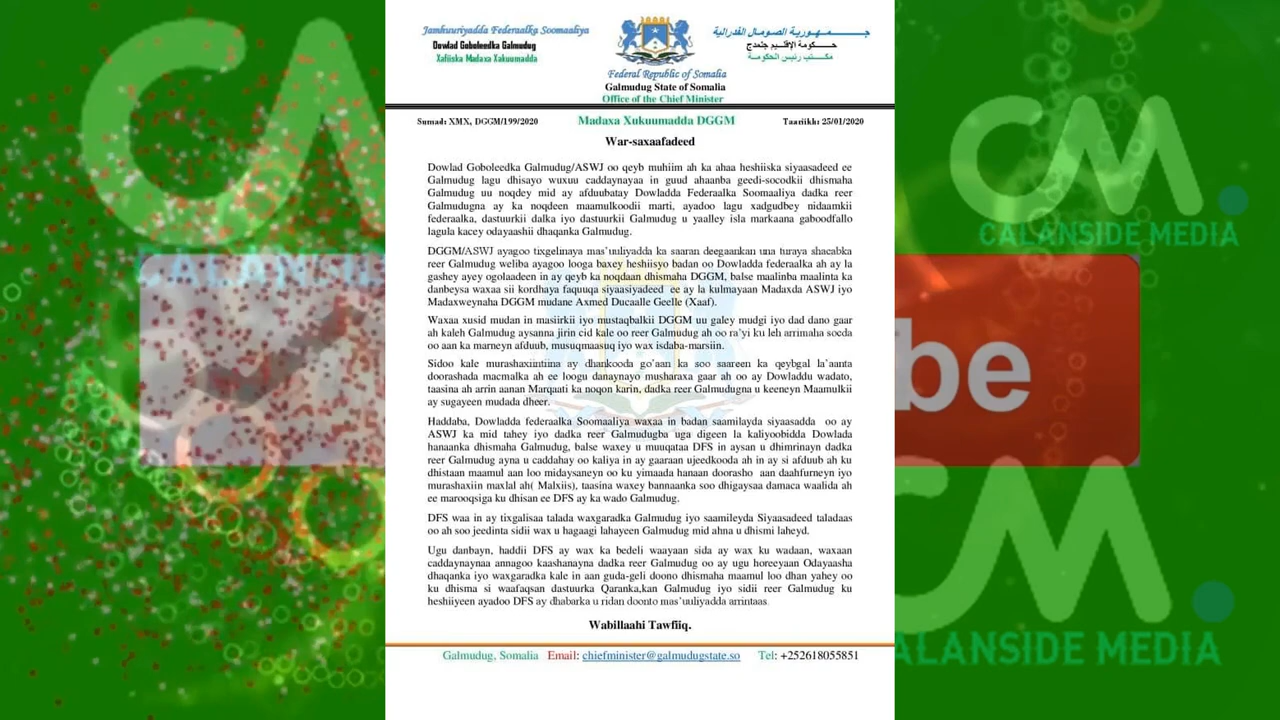 Jamhuuriyadda Federaalka Soomaaliya
Dowlad Goboleedka Galmudug
Xafiiska Madaxa Xukuumadda
جـمـهـوريـة الصومـال الفدراليـة
حـكـومة الإقليـم جلمدج
مكـتـب رئيس الحكومـة
Federal Republic of Somalia
Galmudug State of Somalia
Office of the Chief Minister
Sumad: XMX, DGGM/199/2020 Madaxa Xukuumadda DGGM Taariikh: 25/01/2020
War-saxaafadeed
Dowlad Goboleedka Galmudug/ASWJ oo qeyb muhiim ah ka ahaa heshiiska siyaasadeed ee
Galmudug lagu dhisayo wuxuu caddaynayaa in guud ahaanba geedi-socodkii dhismaha
Galmudug uu noqdey mid ay afduubatay Dowladda Federaalka Soomaaliya dadka reer
Galmudugna ay ka noqdeen maamulkoodii marti, ayadoo lagu xadgudbey nidaamkii
federaalka, dastuurkii dalka iyo dastuurkii Galmudug u yaalley isla markaana gaboodfallo
lagula kacey odayaashii dhaqanka Galmudug.
DGGM/ASWJ ayagoo tixgelinaya mas'uuliyadda ka saaran deegaankan una turaya shacabka
reer Galmudug weliba ayagoo looga baxey heshiisyo badan oo Dowladda federaalka ah ay la
gashey ayey ogolaadeen in ay qeyb ka noqdaan dhismaha DGGM, balse maalinba maalinta ka
danbeysa waxaa sii kordhaya faquuqa siyaasiyadeed ee ay la kulmayaan Madaxda ASWJ iyo
Madaxweynaha DGGM mudane Axmed Ducaalle Geelle (Xaaf).
Waxaa xusid mudan in masiirkii iyo mustaqbalkii DGGM uu galey mudgi iyo dad dano gaar
ah kaleh Galmudug aysanna jirin cid kale oo reer Galmudug ah oo ra'yi ku leh arrimaha socda
oo aan ka marneyn afduub, musuqmaasuq iyo wax isdaba-marsiin.
Sidoo kale murashaxiintiina ay dhankooda go'aan ka soo saareen ka qeybgal la'aanta
doorashada macmalka ah ee loogu danaynayo musharaxa gaar ah oo ay Dowladdu wadato,
taasina ah arrin aanan Marqaati ka noqon karin, dadka reer Galmudugna u keeneyn Maamulkii
ay sugayeen mudada dheer.
Haddaba, Dowladda federaalka Soomaaliya waxaa in badan saamilayda siyaasadda oo ay
ASWJ ka mid tahey iyo dadka reer Galmudugba uga digeen la kaliyoobidda Dowlada
hanaanka dhismaha Galmudug, balse waxey u muuqataa DFS in aysan u dhimrinayn dadka
reer Galmudug ayna u caddahay oo kaliya in ay gaaraan ujeedkooda ah in ay si afduub ah ku
dhistaan maamul aan loo midaysaneyn oo ku yimaada hanaan doorasho aan daahfurneyn iyo
murashaxiin maxlal ah( Malxiis), taasina waxey bannaanka soo dhigaysaa damaca waalida ah
ee marooqsiga ku dhisan ee DFS ay ka wado Galmudug.
DFS waa in ay tixgalisaa talada waxgaradka Galmudug iyo saamileyda Siyaasadeed taladaas
oo ah soo jeedinta sidii wax u hagaagi lahayeen Galmudug mid ahna u dhismi laheyd.
Ugu danbayn, haddii DFS ay wax ka bedeli waayaan sida ay wax ku wadaan, waxaan
caddaynaynaa annagoo kaashanayna dadka reer Galmudug oo ay ugu horeeyaan Odayaasha
dhaqanka iyo waxgaradka kale in aan guda-geli doono dhismaha maamul loo dhan yahey oo
ku dhisma si waafaqsan dastuurka Qaranka,kan Galmudug iyo sidii reer Galmudug ku
heshiiyeen ayadoo DFS ay dhabarka u ridan doonto mas'uuliyadda arrintaas
Wabillaahi Tawfiiq.
Galmudug, Somalia Email: chiefminister@galmudugstate.so Tel: +252618055851
CM
CALANSIDE MEDIA
be
CM
CALANSIDE MEDIA